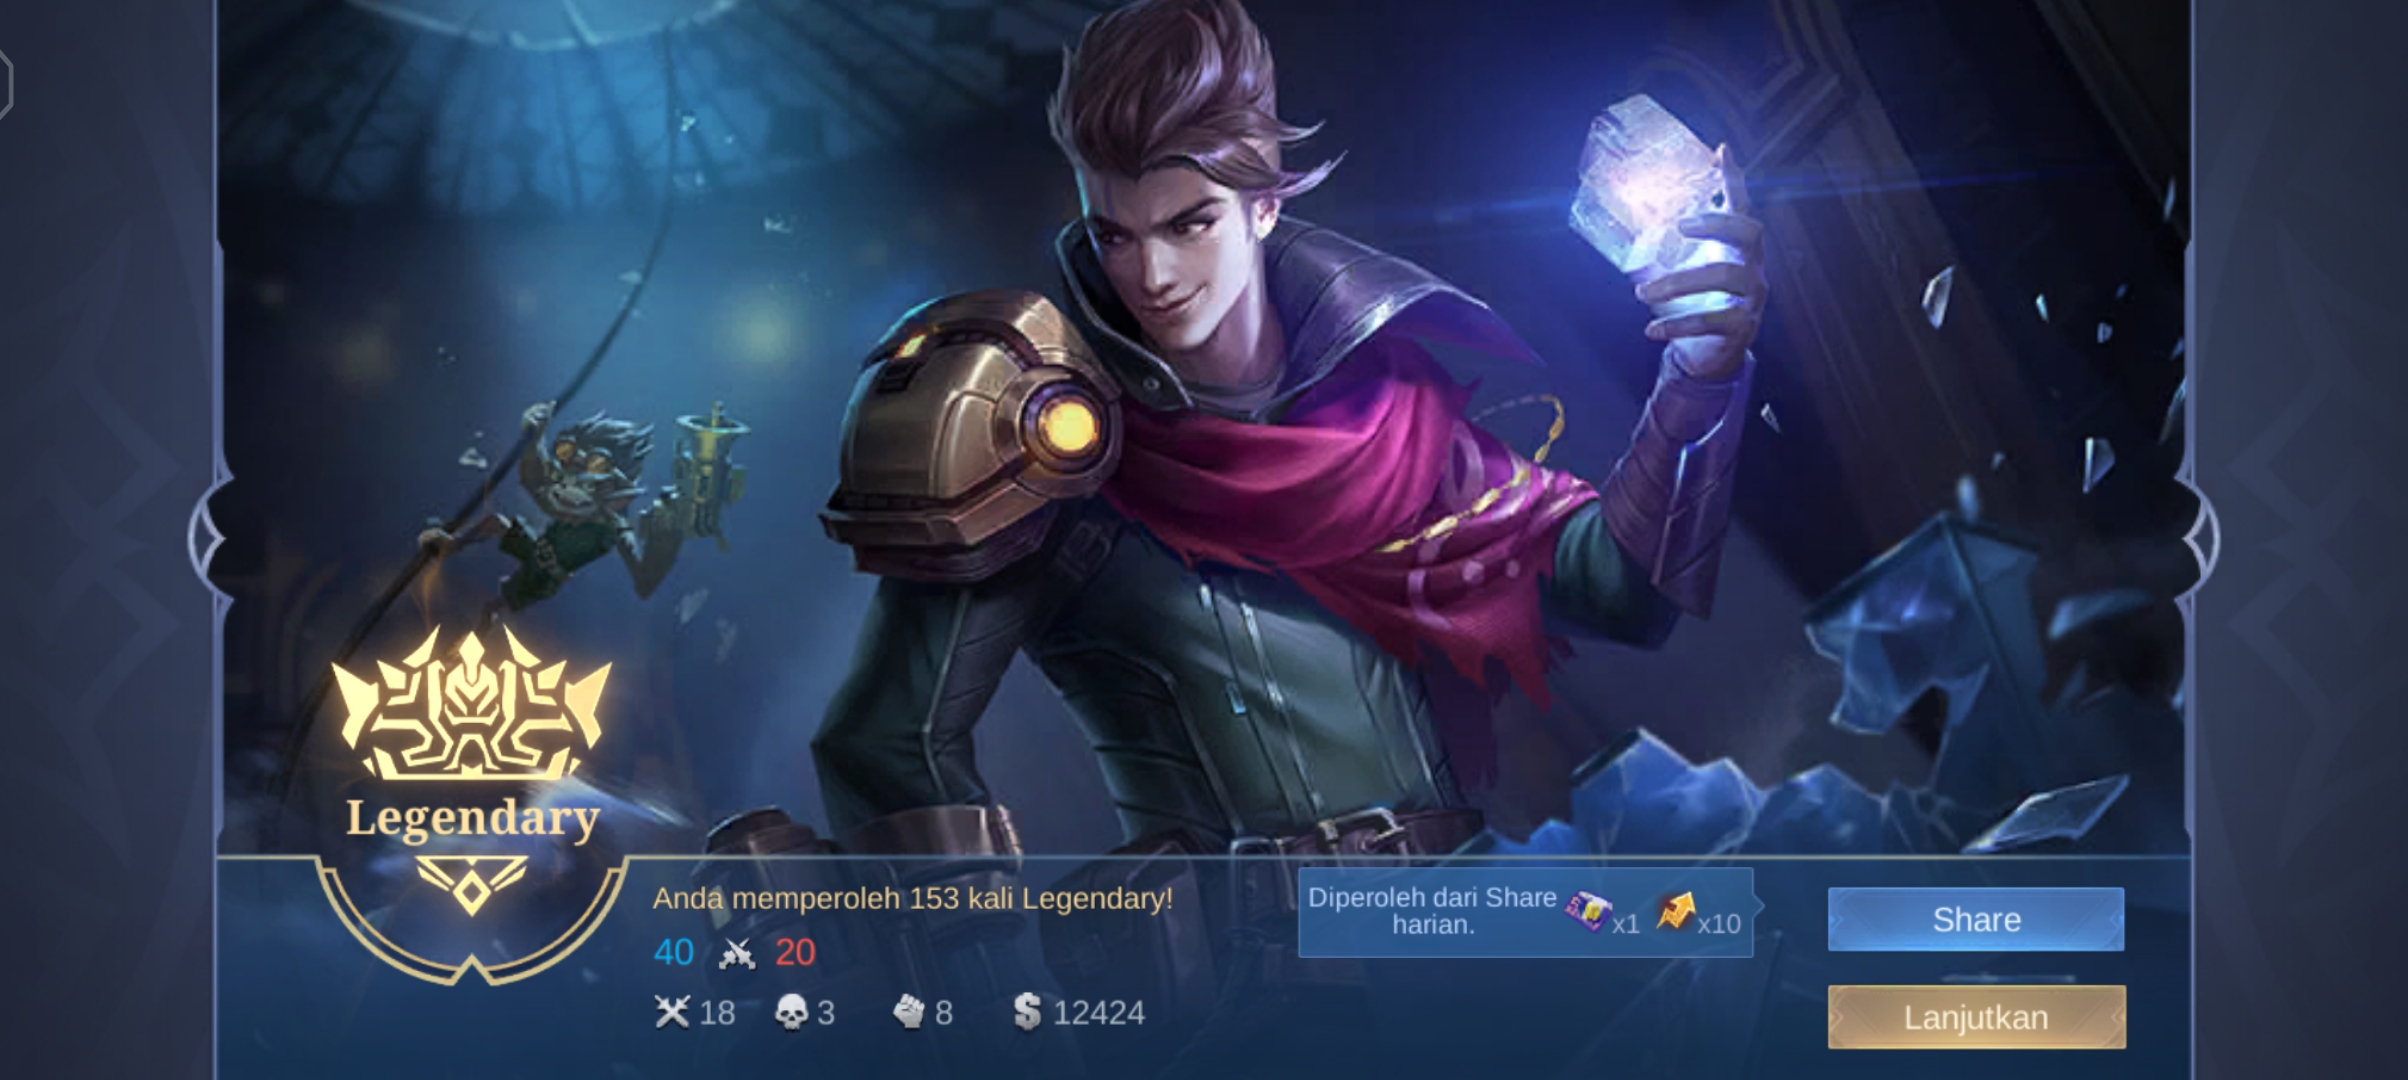 Legendary
Anda memperoleh 153 kali Legendary!
40 20
18 3 8 12424
Diperoleh dari Share
harian.
x1 x10
Share
Lanjutkan